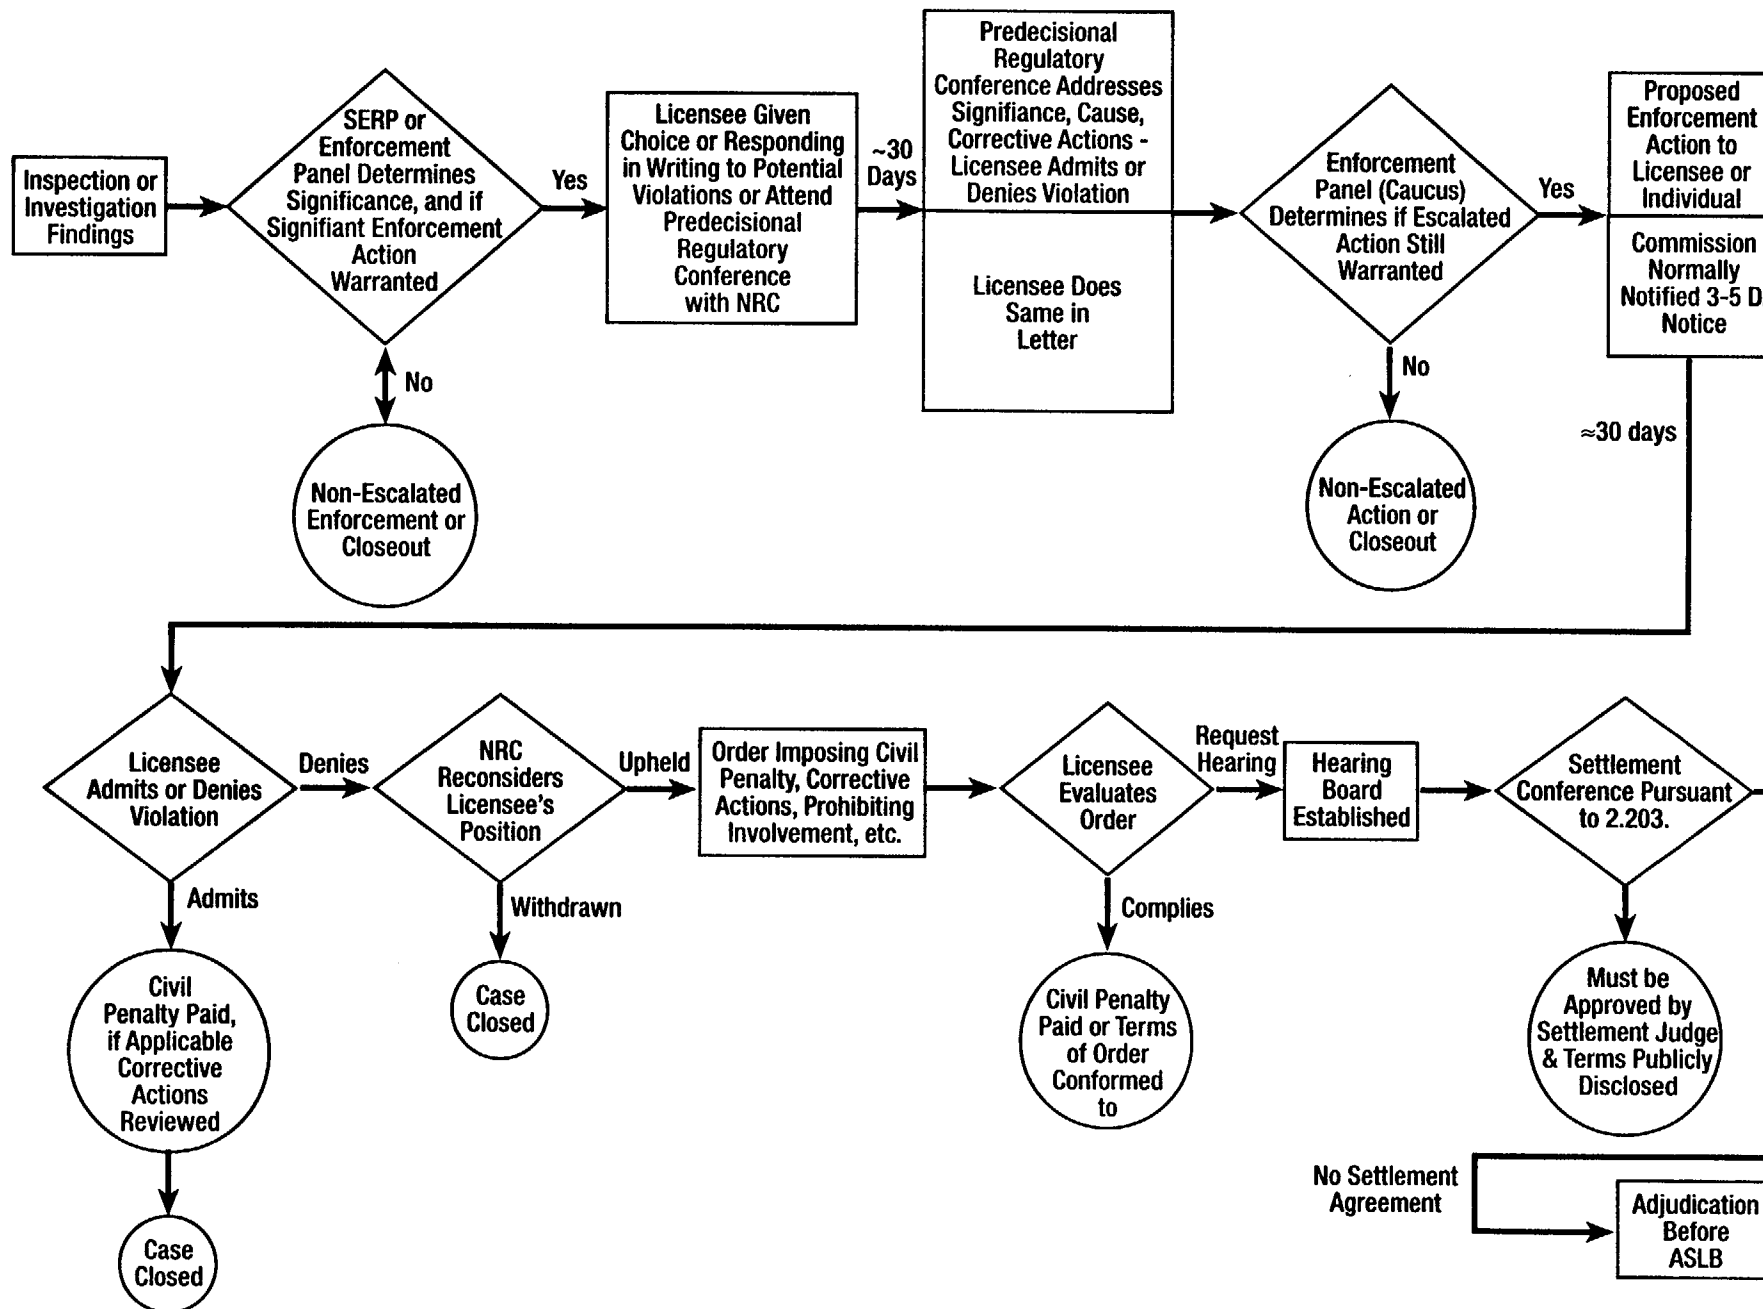 Inspection or
Investigation
Findings
SERP or
Enforcement
Panel Determines
Significance, and if
Signifiant Enforcement
Action
Warranted
Yes
No
Non-Escalated
Enforcement or
Closeout
Licensee Given
Choice or Responding
in Writing to Potential
Violations or Attend
Predecisional
Regulatory
Conference
with NRC
~30
Days
Predecisional
Regulatory
Conference Addresses
Signifiance, Cause,
Corrective Actions -
Licensee Admits or
Denies Violation
Licensee Does
Same in
Letter
Enforcement
Panel (Caucus)
Determines if Escalated
Action Still
Warranted
Yes
No
Non-Escalated
Action or
Closeout
Proposed
Enforcement
Action to
Licensee or
Individual
Commission
Normally
Notified 3-5 D
Notice
≈30 days
Licensee
Admits or Denies
Violation
Denies
Admits
Civil
Penalty Paid,
if Applicable
Corrective
Actions
Reviewed
Case
Closed
NRC
Reconsiders
Licensee's
Position
Upheld
Withdrawn
Case
Closed
Order Imposing Civil
Penalty, Corrective
Actions, Prohibiting
Involvement, etc.
Licensee
Evaluates
Order
Request
Hearing
Complies
Civil Penalty
Paid or Terms
of Order
Conformed
to
Hearing
Board
Established
Settlement
Conference Pursuant
to 2.203.
Must be
Approved by
Settlement Judge
& Terms Publicly
Disclosed
No Settlement
Agreement
Adjudication
Before
ASLB